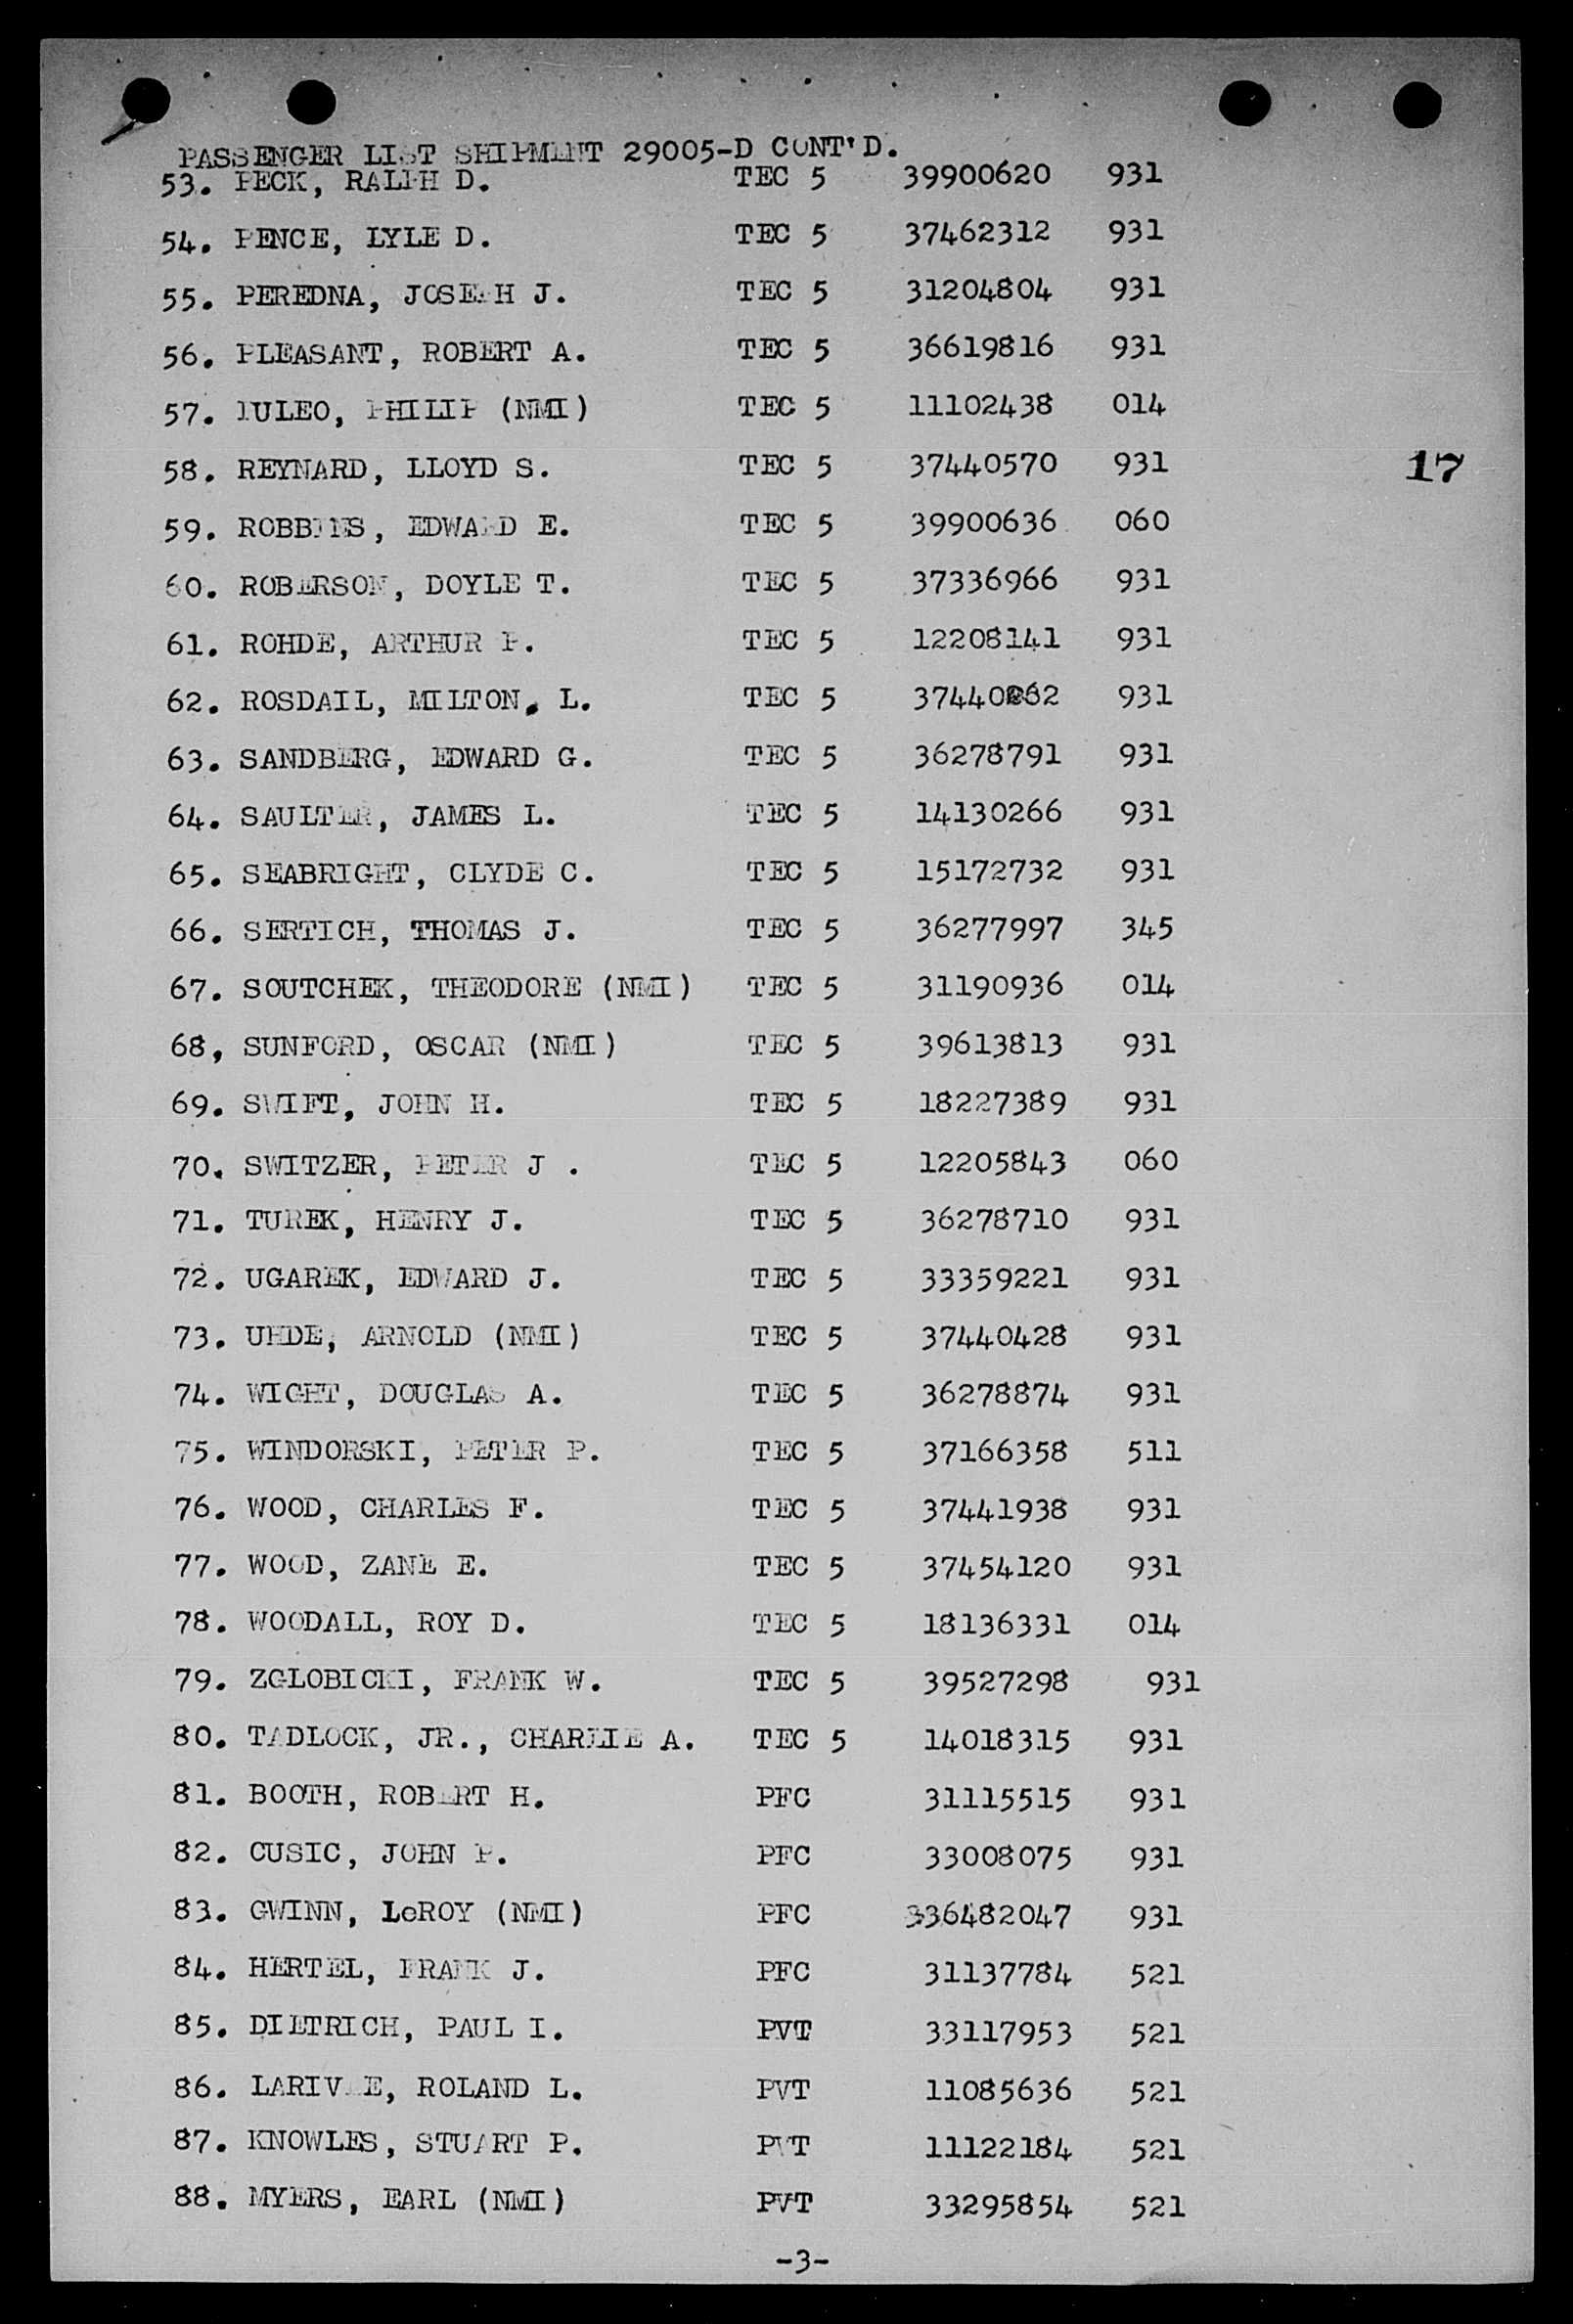 PASSENGER LIST SHIPMENT 29005-D CONT'D.
53. PECK, RALPH D. TEC 5 39900620 931
54. PENCE, LYLE D. TEC 5 37462312 931
55. PEREDNA, JOSEPH J. TEC 5 31204804 931
56. PLEASANT, ROBERT A. TEC 5 36619816 931
57. PULEO, PHILIP (NMI) TEC 5 11102438 014
58. REYNARD, LLOYD S. TEC 5 37440570 931
17
59. ROBBINS, EDWARD E. TEC 5 39900636 060
60. ROBERSON, DOYLE T. TEC 5 37336966 931
61. ROHDE, ARTHUR P. TEC 5 12208141 931
62. ROSDAIL, MILTON. L. TEC 5 931
63. SANDBERG, EDWARD G. TEC 5 36278791 931
64. SAULTER, JAMES L. TEC 5 14130266 931
65. SEABRIGHT, CLYDE C. TEC 5 15172732 931
66. SERTICH, THOMAS J. TEC 5 36277997 345
67. SOUTCHEK, THEODORE (NMI) TEC 5 31190936 014
68, SUNFORD, OSCAR (NMI) TEC 5 39613813 931
69. SWIFT, JOHN H. TEC 5 18227389 931
70. SWITZER, PETER J . TEC 5 12205843 060
71. TUREK, HENRY J. TEC 5 36278710 931
72. UGAREK, EDWARD J. TEC 5 33359221 931
73. UHDE, ARNOLD (NMI) TEC 5 37440428 931
74. WIGHT, DOUGLAS A. TEC 5 36278874 931
75. WINDORSKI, PETER P. TEC 5 37166358 511
76. WOOD, CHARLES F. TEC 5 37441938 931
77. WOOD, ZANE E. TEC 5 37454120 931
78. WOODALL, ROY D. TEC 5 18136331 014
79. ZGLOBICKI, FRANK W. TEC 5 39527298 931
80. TADLOCK, JR., CHARLIE A. TEC 5 14018315 931
81. BOOTH, ROBERT H. PFC 31115515 931
82. CUSIC, JOHN P. PFC 33008075 931
83. GWINN, LeROY (NMI) PFC 336482047 931
84. HERTEL, FRANK J. PFC 31137784 521
85. DIETRICH, PAUL I. PVT 33117953 521
86. LARIVEE, ROLAND L. PVT 11085636 521
87. KNOWLES, STUART P. PVT 11122184 521
88. MYERS, EARL (NMI) PVT 33295854 521
-3-